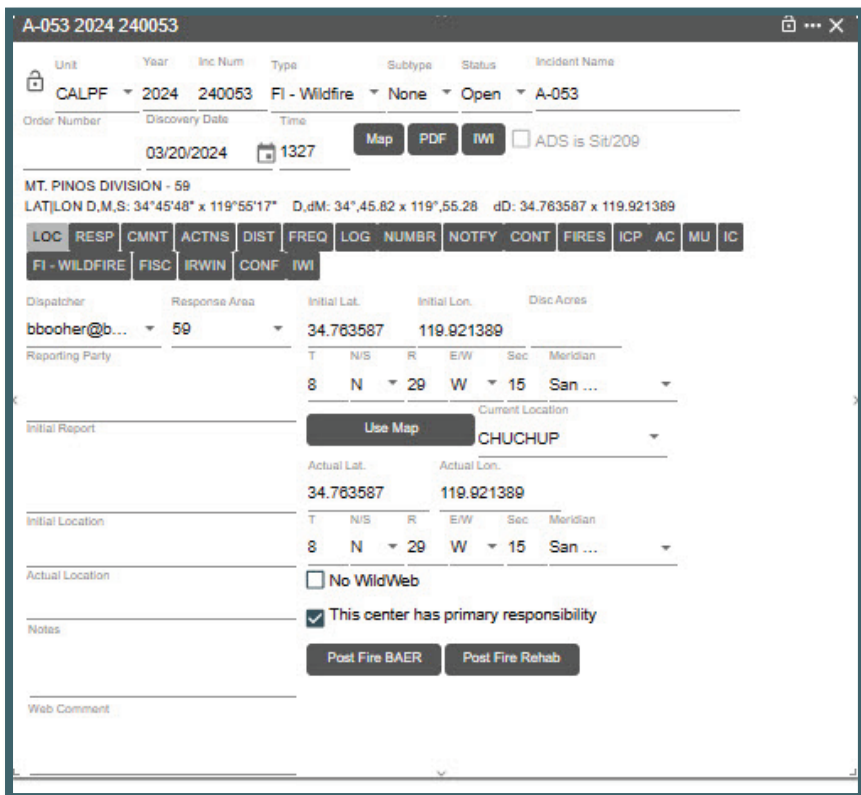 A-053 2024 240053
Unit Year Inc Num Type Subtype Status Incident Name
CALPF 2024 240053 FI - Wildfire None Open A-053
Order Number Discovery Date Time
03/20/2024 1327 Map PDF IWI ADS is Sit/209
MT. PINOS DIVISION - 59
LAT|LON D,M,S: 34°45'48" x 119°55'17" D,dM: 34°,45.82 x 119°,55.28 dD: 34.763587 x 119.921389
LOC RESP CMNT ACTNS DIST FREQ LOG NUMBR NOTFY CONT FIRES ICP AC MU IC
FI - WILDFIRE FISC IRWIN CONF IWI
Dispatcher Response Area Initial Lat. Initial Lon. Disc Acres
bbooher@b... 59 34.763587 119.921389
Reporting Party T N/S R E/W Sec Meridian
8 N 29 W 15 San ...
Initial Report Use Map Current Location
CHUCHUP
Actual Lat. Actual Lon.
34.763587 119.921389
Initial Location T N/S R E/W Sec Meridian
8 N 29 W 15 San ...
Actual Location No WildWeb
This center has primary responsibility
Notes
Post Fire BAER Post Fire Rehab
Web Comment